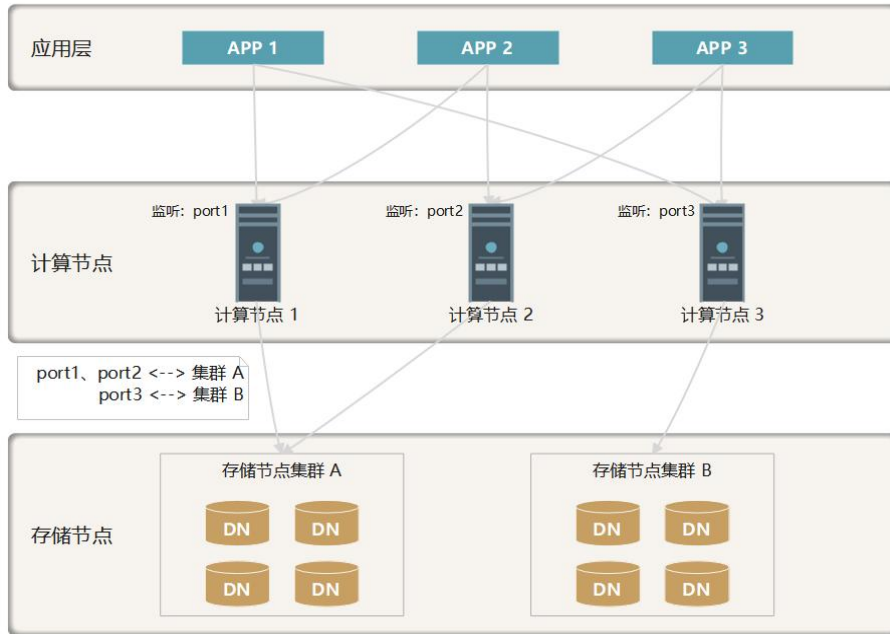 应用层
APP 1
APP 2
APP 3
监听: port1
监听: port2
监听: port3
计算节点
计算节点 1
计算节点 2
计算节点 3
port1、port2 <--> 集群 A
port3 <--> 集群 B
存储节点集群 A
存储节点集群 B
DN
DN
DN
DN
存储节点
DN
DN
DN
DN